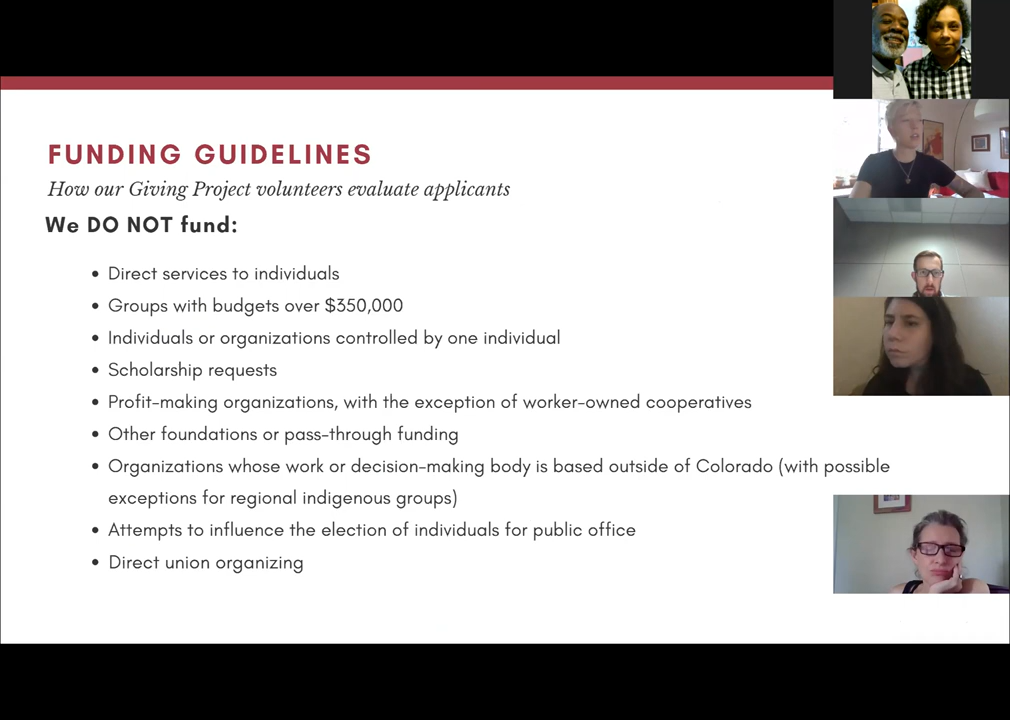 FUNDING GUIDELINES
How our Giving Project volunteers evaluate applicants
We DO NOT fund:
• Direct services to individuals
• Groups with budgets over $350,000
• Individuals or organizations controlled by one individual
• Scholarship requests
• Profit-making organizations, with the exception of worker-owned cooperatives
• Other foundations or pass-through funding
• Organizations whose work or decision-making body is based outside of Colorado (with possible
exceptions for regional indigenous groups)
• Attempts to influence the election of individuals for public office
• Direct union organizing